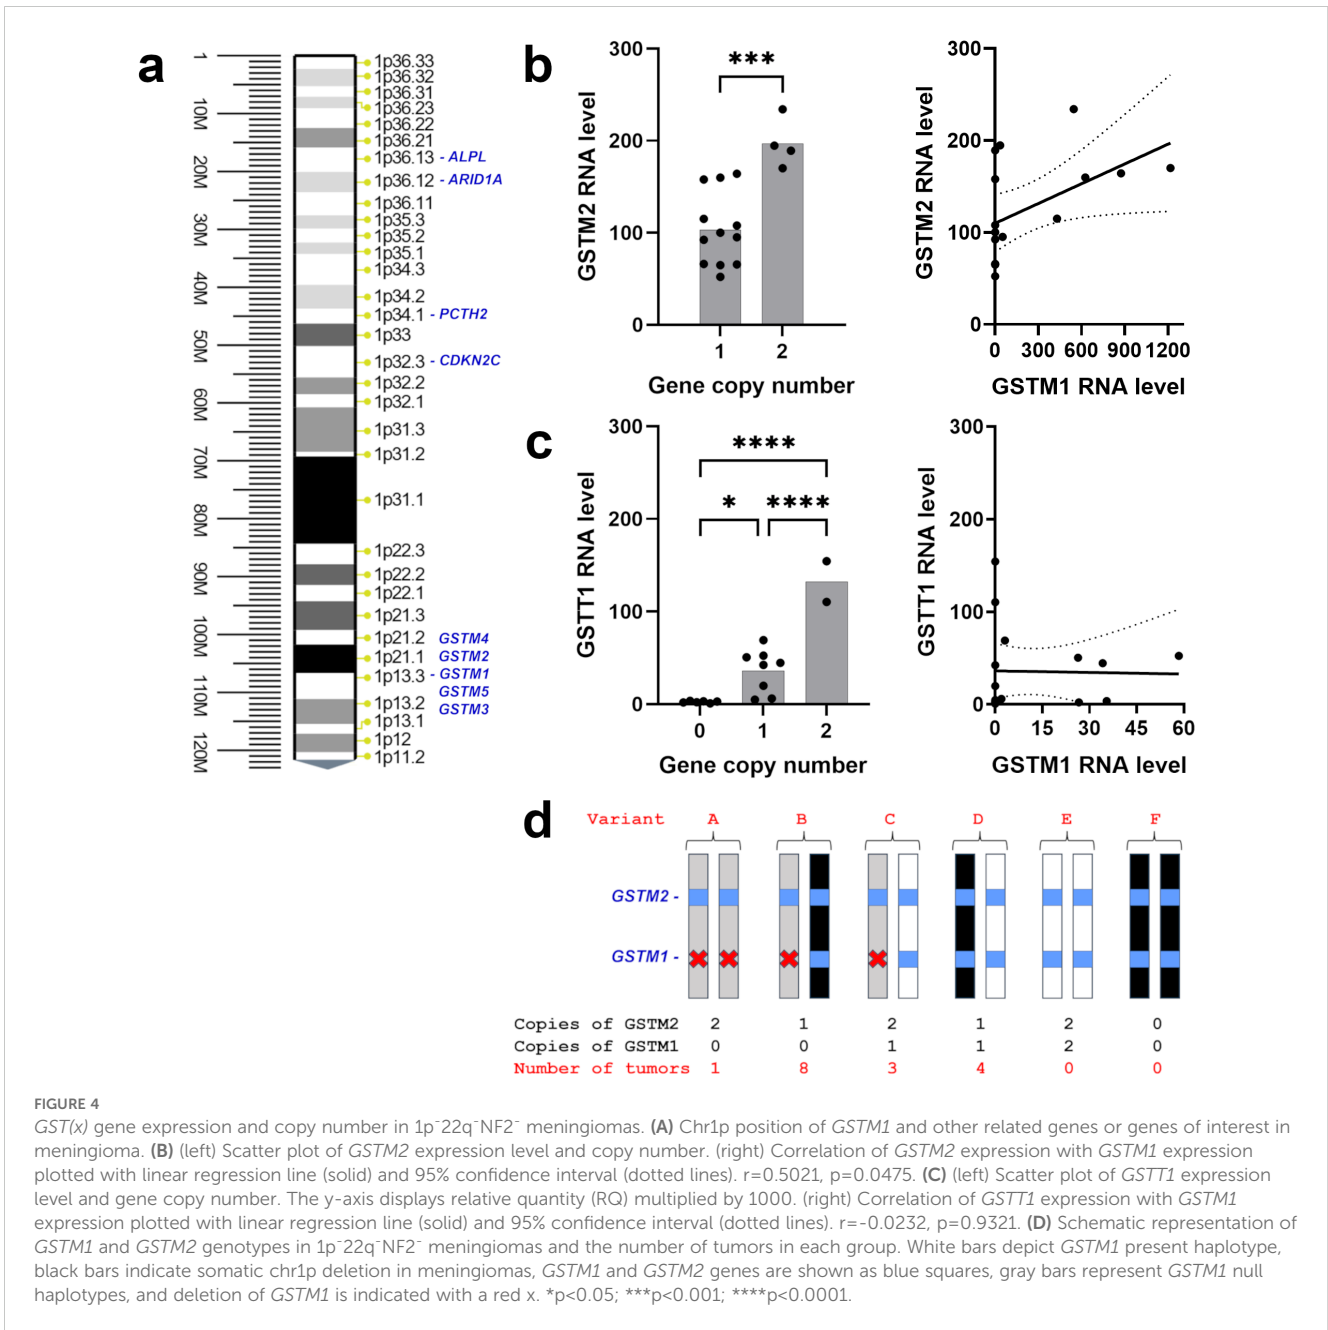 a
1
10M
20M
30M
40M
50M
60M
70M
80M
90M
100M
110M
120M
1p36.33
1p36.32
1p36.31
1p36.23
1p36.22
1p36.21
1p36.13 - ALPL
1p36.12 - ARID1A
1p36.11
1p35.3
1p35.2
1p35.1
1p34.3
1p34.2
1p34.1 - PCTH2
1p33
1p32.3 - CDKN2C
1p32.2
1p32.1
1p31.3
1p31.2
1p31.1
1p22.3
1p22.2
1p22.1
1p21.3
1p21.2 GSTM4
1p21.1 GSTM2
1p13.3 - GSTM1
GSTM5
1p13.2 GSTM3
1p13.1
1p12
1p11.2
b
GSTM2 RNA level
300
200
100
0
***
1 2
Gene copy number
GSTM2 RNA level
300
200
100
0
0 300 600 900 1200
GSTM1 RNA level
c
GSTT1 RNA level
300
200
100
0
****
* ****
0 1 2
Gene copy number
GSTT1 RNA level
300
200
100
0
0 15 30 45 60
GSTM1 RNA level
d
Variant A B C D E F
GSTM2 -
GSTM1 -
Copies of GSTM2 2 1 2 1 2 0
Copies of GSTM1 0 0 1 1 2 0
Number of tumors 1 8 3 4 0 0
FIGURE 4
GST(x) gene expression and copy number in 1p⁻22q⁻NF2⁻ meningiomas. (A) Chr1p position of GSTM1 and other related genes or genes of interest in
meningioma. (B) (left) Scatter plot of GSTM2 expression level and copy number. (right) Correlation of GSTM2 expression with GSTM1 expression
plotted with linear regression line (solid) and 95% confidence interval (dotted lines). r=0.5021, p=0.0475. (C) (left) Scatter plot of GSTT1 expression
level and gene copy number. The y-axis displays relative quantity (RQ) multiplied by 1000. (right) Correlation of GSTT1 expression with GSTM1
expression plotted with linear regression line (solid) and 95% confidence interval (dotted lines). r=-0.0232, p=0.9321. (D) Schematic representation of
GSTM1 and GSTM2 genotypes in 1p⁻22q⁻NF2⁻ meningiomas and the number of tumors in each group. White bars depict GSTM1 present haplotype,
black bars indicate somatic chr1p deletion in meningiomas, GSTM1 and GSTM2 genes are shown as blue squares, gray bars represent GSTM1 null
haplotypes, and deletion of GSTM1 is indicated with a red x. *p<0.05; ***p<0.001; ****p<0.0001.